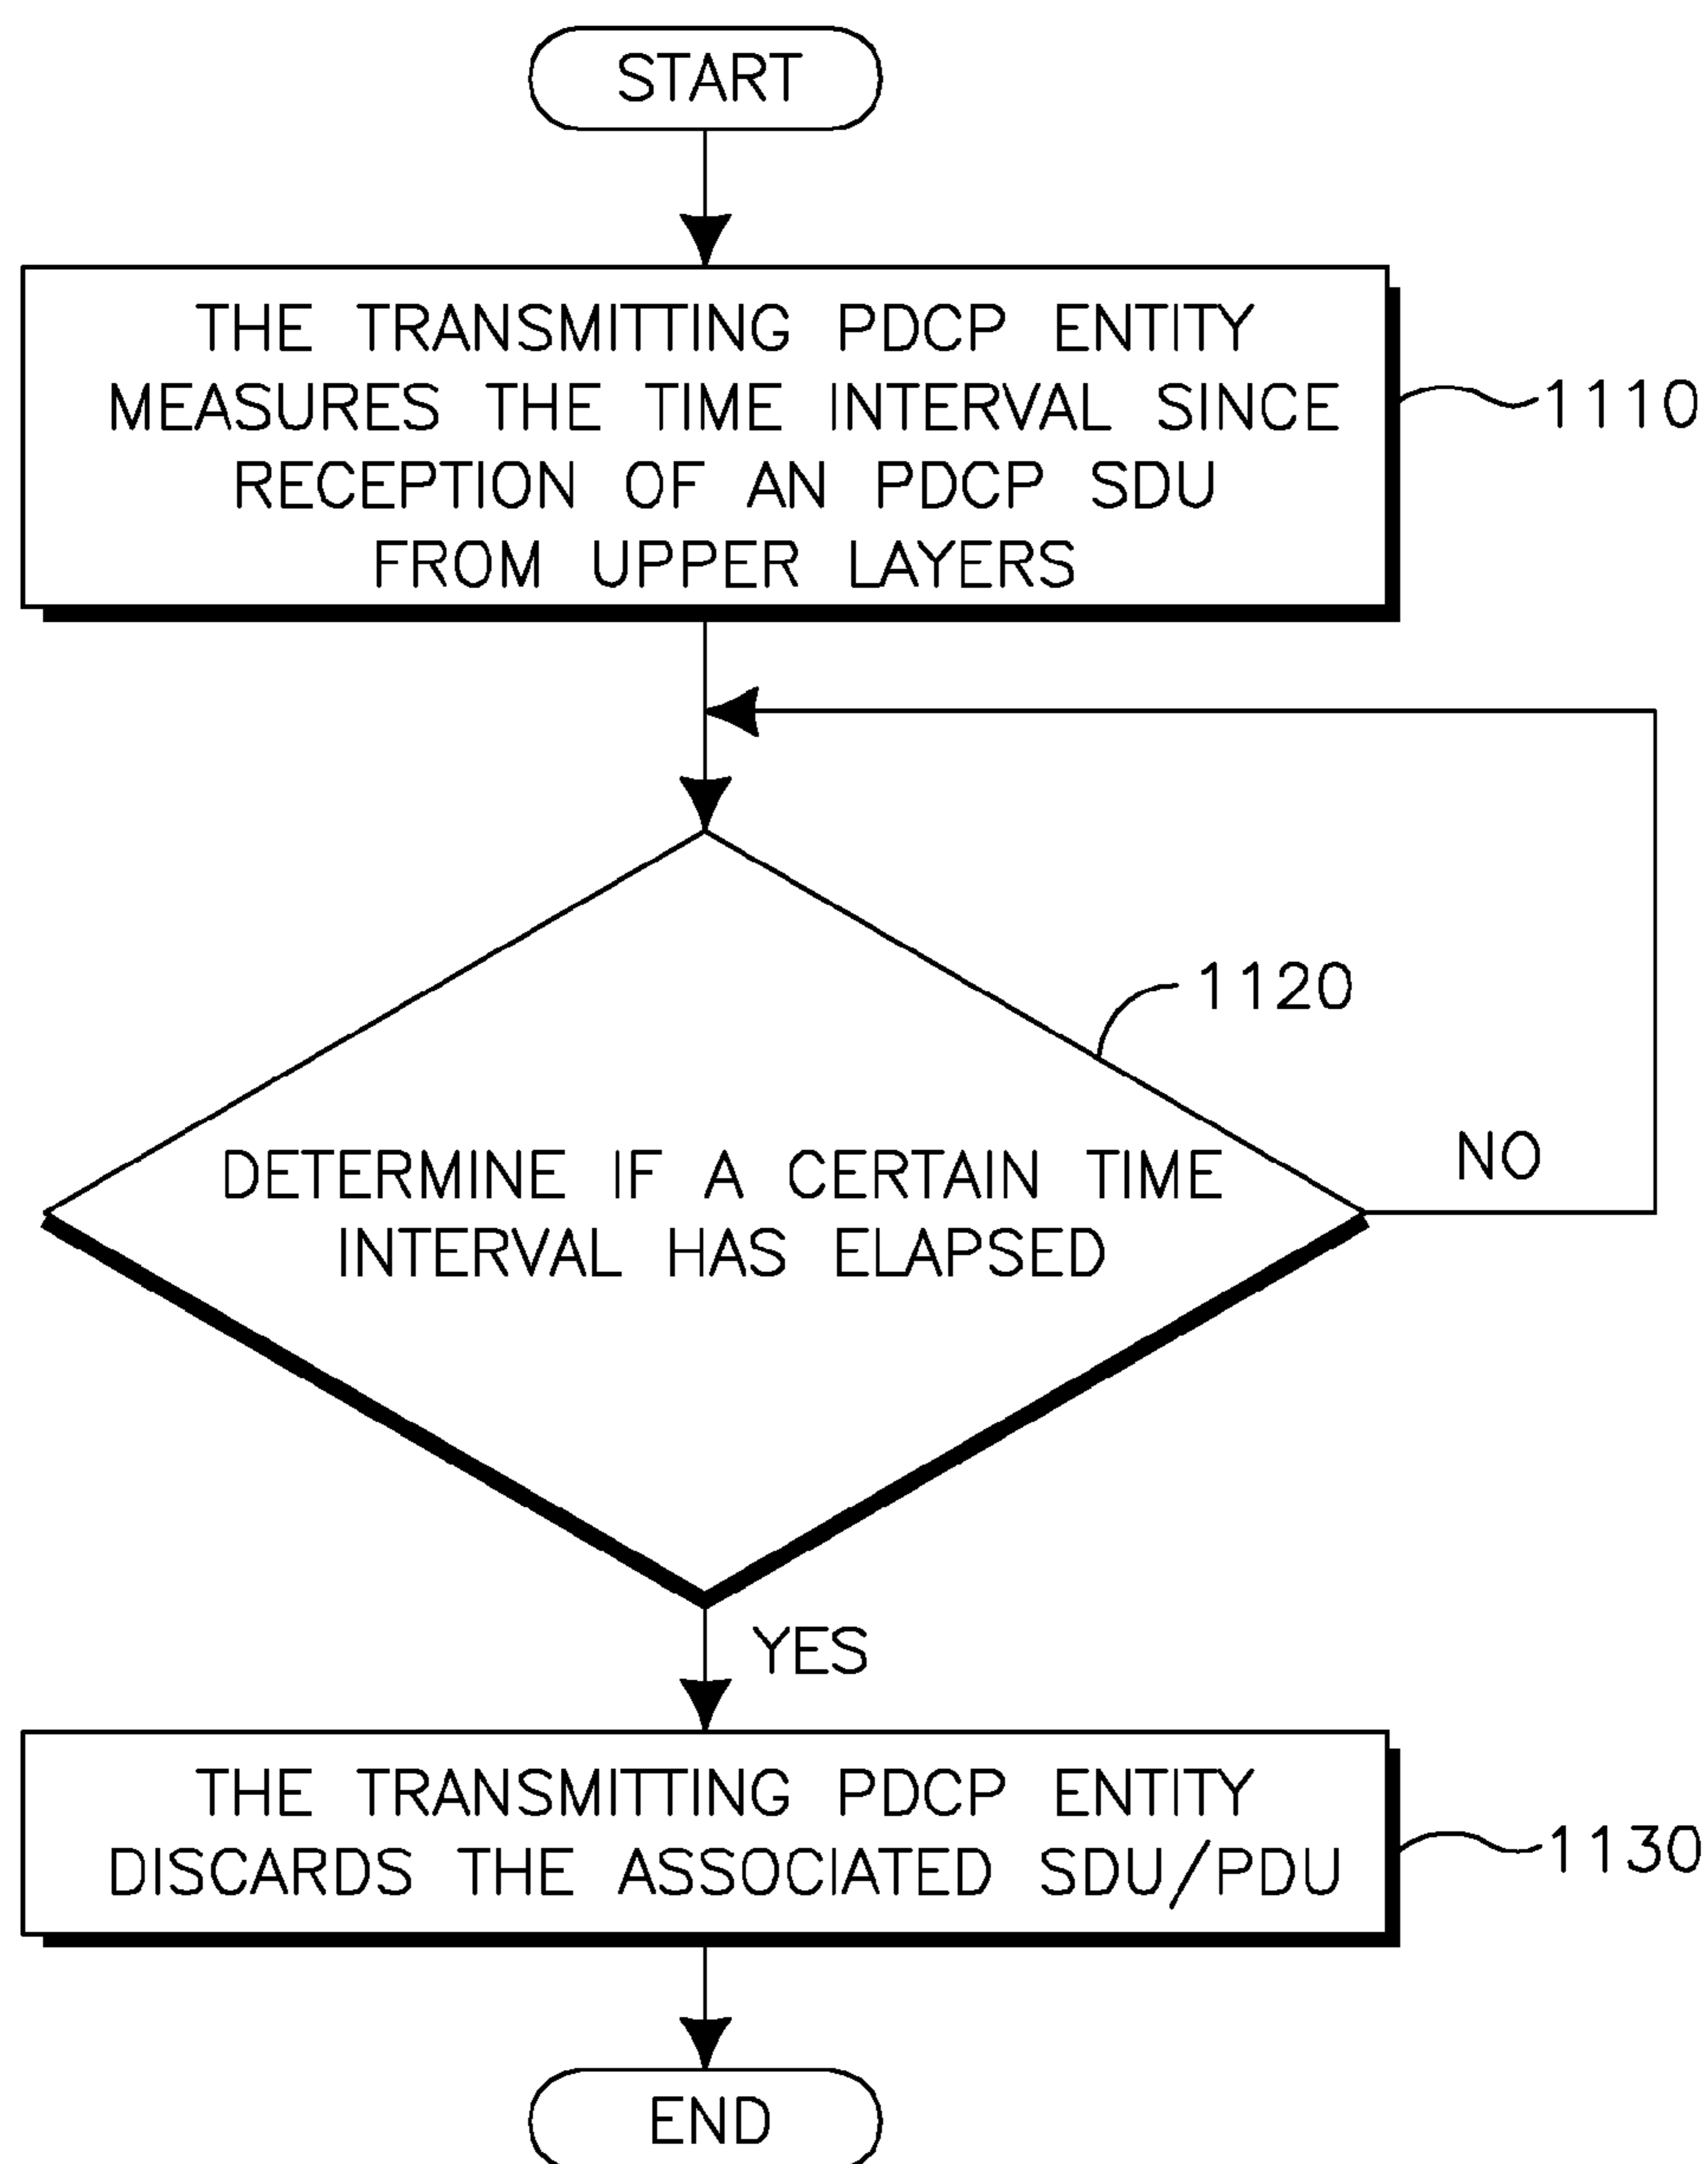 START
THE TRANSMITTING PDCP ENTITY
MEASURES THE TIME INTERVAL SINCE
RECEPTION OF AN PDCP SDU
FROM UPPER LAYERS
1110
1120
DETERMINE IF A CERTAIN TIME
INTERVAL HAS ELAPSED
NO
YES
THE TRANSMITTING PDCP ENTITY
DISCARDS THE ASSOCIATED SDU/PDU
1130
END